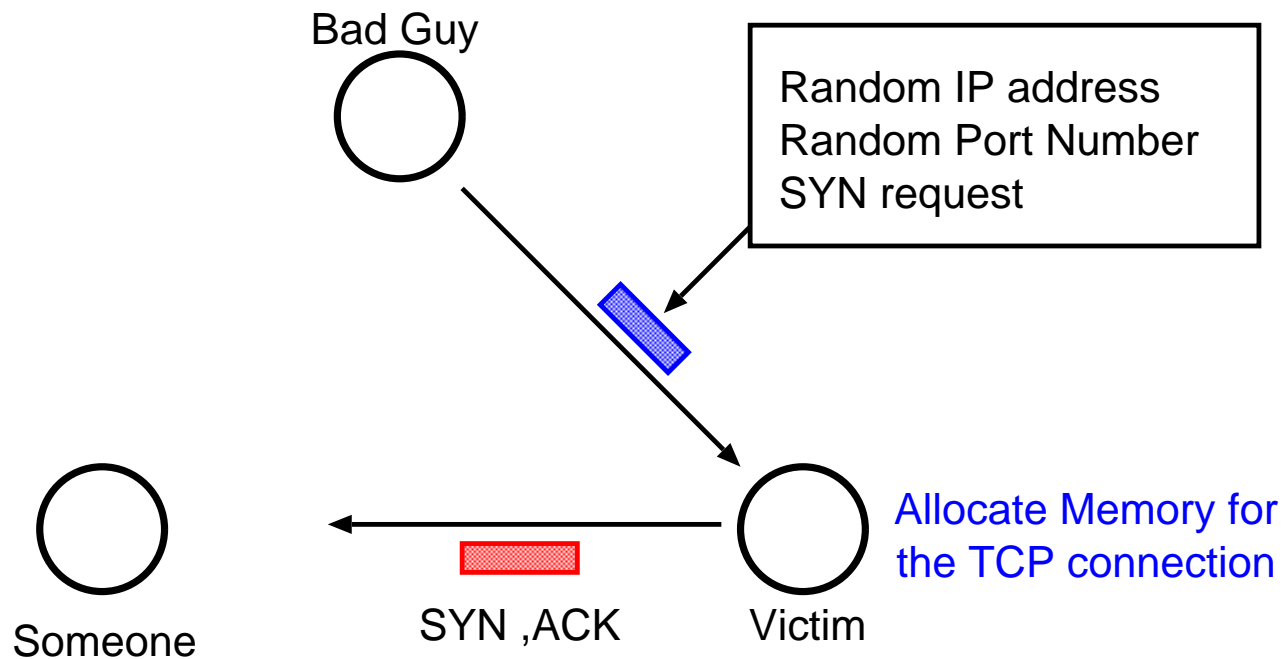 Bad Guy
Random IP address
Random Port Number
SYN request
Allocate Memory for
the TCP connection
SYN ,ACK
Victim
Someone